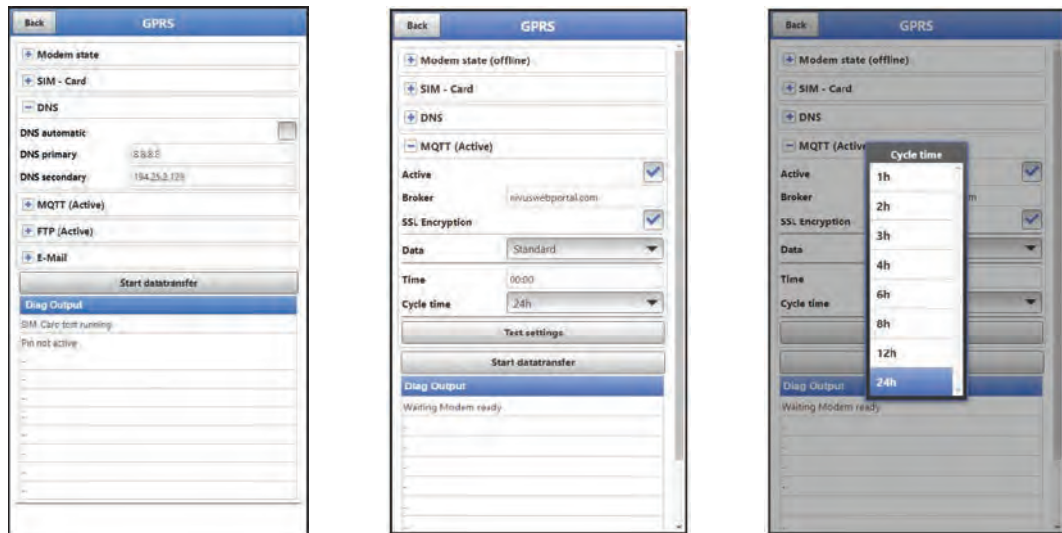 Back GPRS
Modem state
SIM - Card
DNS
DNS automatic
DNS primary 8.8.8.8
DNS secondary 194.25.2.129
MQTT (Active)
FTP (Active)
E-Mail
Start datatransfer
Diag Output
SIM-Card test running
Pin not active
Back GPRS
Modem state (offline)
SIM - Card
DNS
MQTT (Active)
Active
Broker nivuswebportal.com
SSL Encryption
Data Standard
Time 00:00
Cycle time 24h
Test settings
Start datatransfer
Diag Output
Waiting Modem ready
Back GPRS
Modem state (offline)
SIM - Card
DNS
MQTT (Active
Cycle time
Active 1h
Broker 2h m
SSL Encryption 3h
Data 4h
Time 6h
Cycle time 8h
12h
Diag Output 24h
Waiting Modem ready